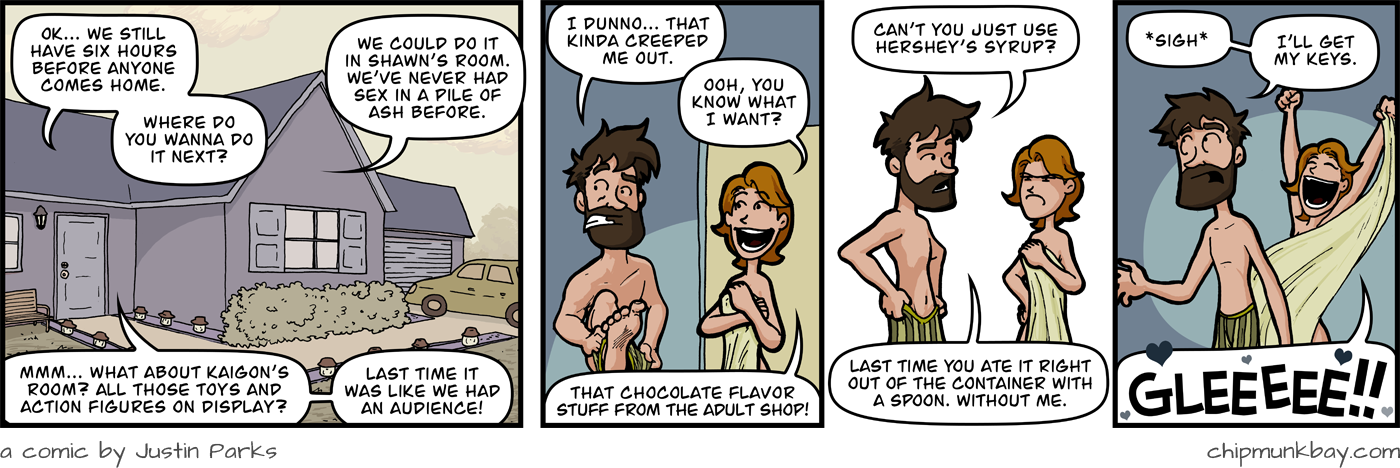 OK... WE STILL
HAVE SIX HOURS
BEFORE ANYONE
COMES HOME.
WHERE DO
YOU WANNA DO
IT NEXT?
WE COULD DO IT
IN SHAWN'S ROOM.
WE'VE NEVER HAD
SEX IN A PILE OF
ASH BEFORE.
MMM... WHAT ABOUT KAIGON'S
ROOM? ALL THOSE TOYS AND
ACTION FIGURES ON DISPLAY?
LAST TIME IT
WAS LIKE WE HAD
AN AUDIENCE!
I DUNNO... THAT
KINDA CREEPED
ME OUT.
OOH, YOU
KNOW WHAT
I WANT?
THAT CHOCOLATE FLAVOR
STUFF FROM THE ADULT SHOP!
CAN'T YOU JUST USE
HERSHEY'S SYRUP?
LAST TIME YOU ATE IT RIGHT
OUT OF THE CONTAINER WITH
A SPOON. WITHOUT ME.
*SIGH*
I'LL GET
MY KEYS.
GLEEEEE!!
a comic by Justin Parks
chipmunkbay.com